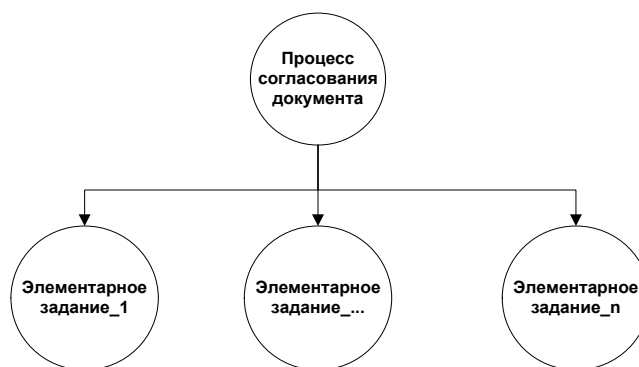 Процесс
согласования
документа
Элементарное
задание_1
Элементарное
задание_...
Элементарное
задание_n